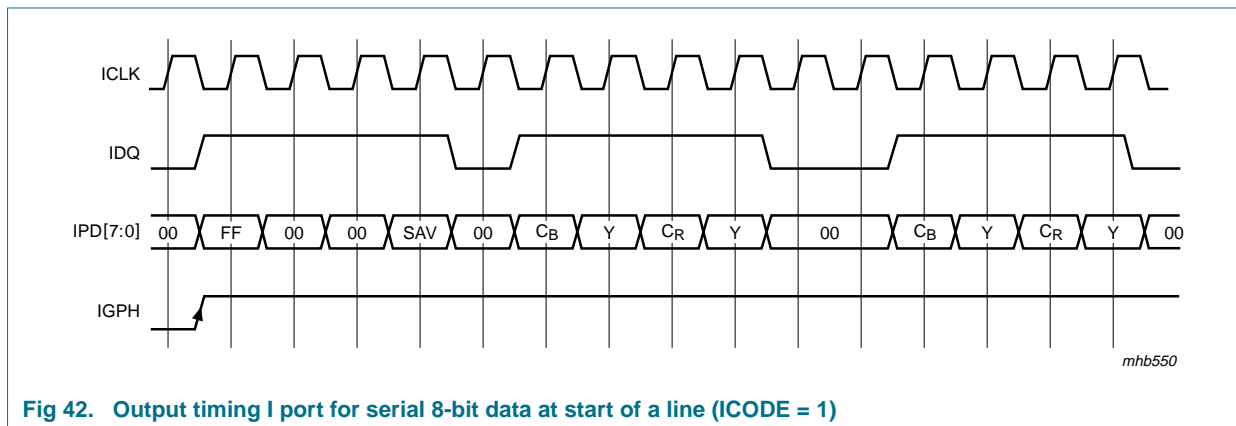 ICLK
IDQ
IPD[7:0] 00 FF 00 00 SAV 00 CB Y CR Y 00 CB Y CR Y 00
IGPH
mhb550
Fig 42. Output timing I port for serial 8-bit data at start of a line (ICODE = 1)